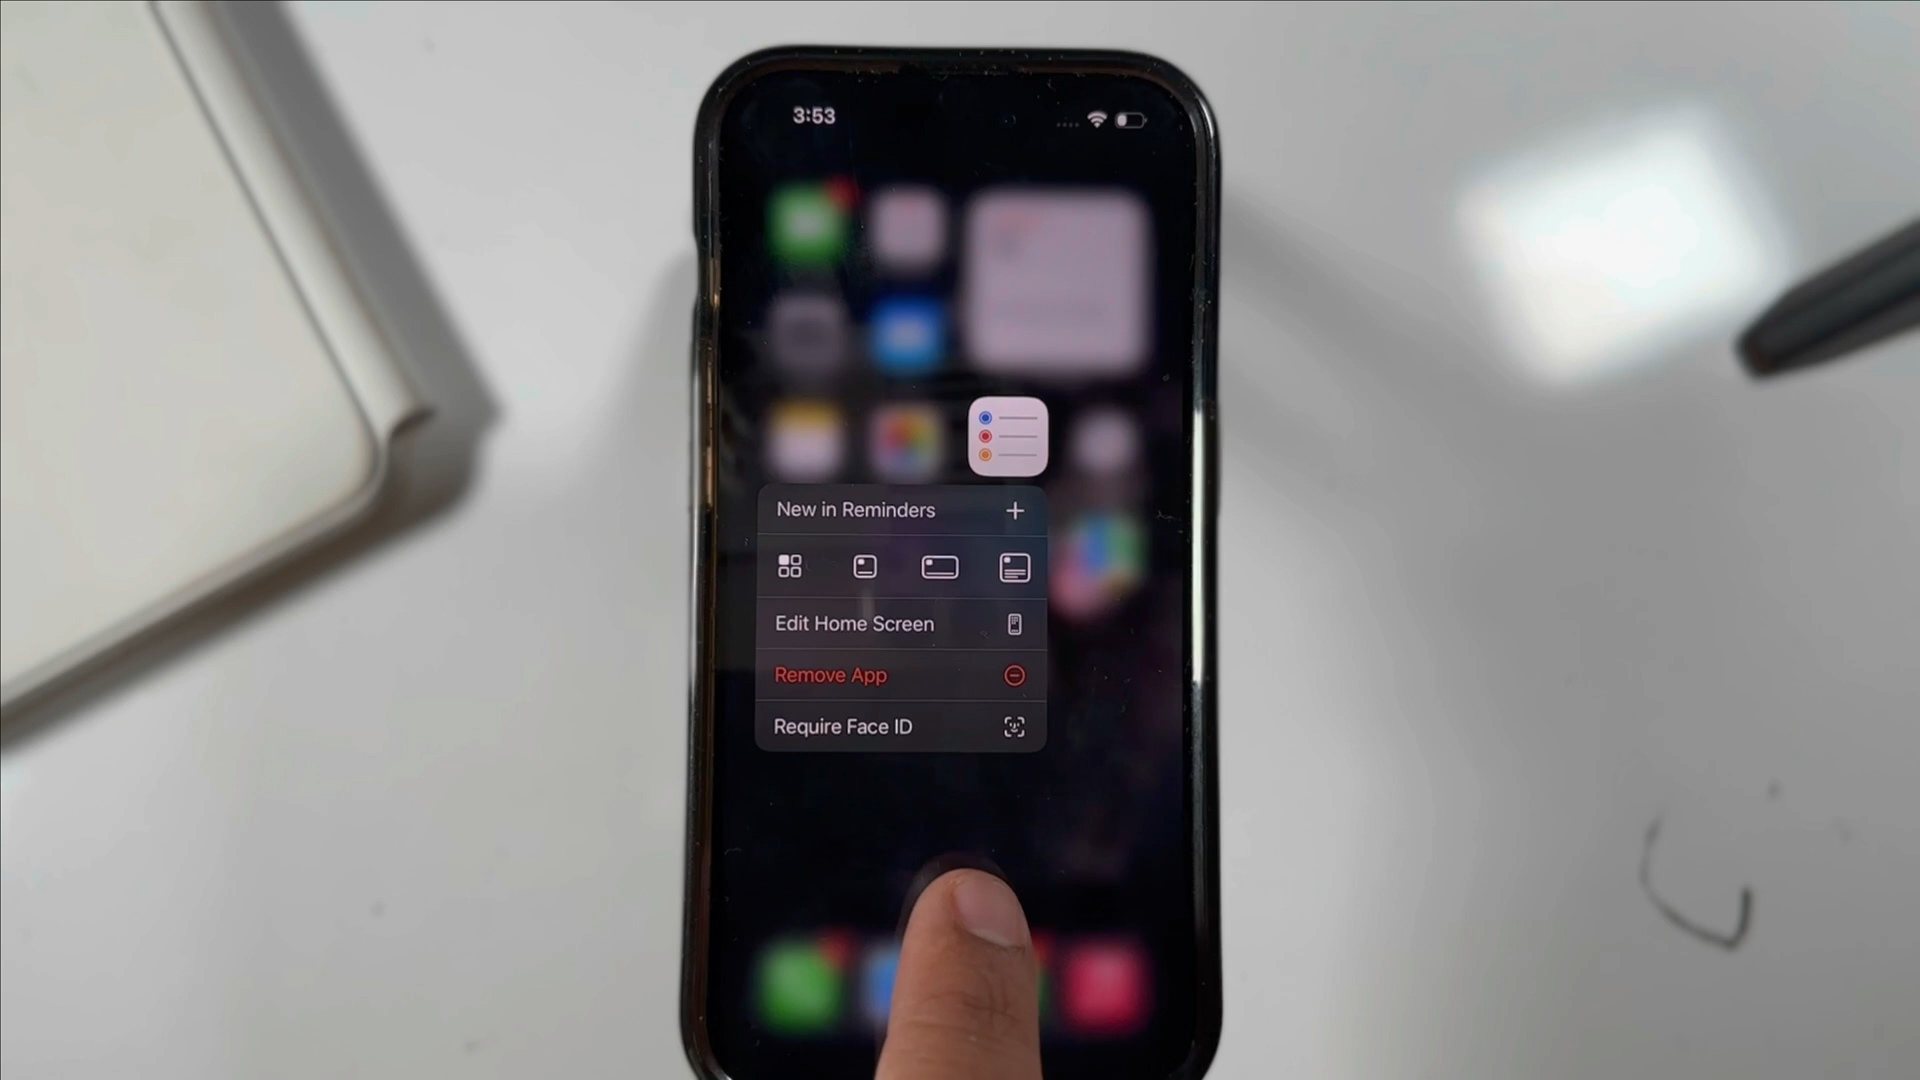 3:53
New in Reminders
Edit Home Screen
Remove App
Require Face ID